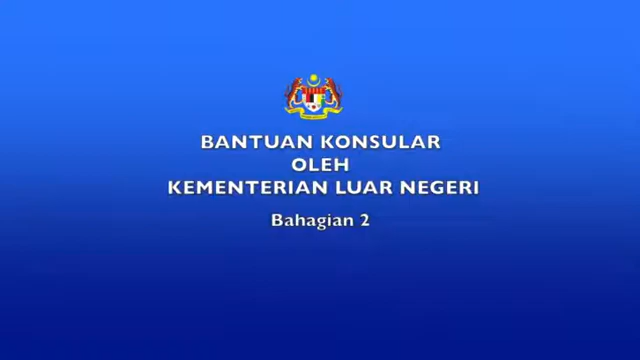 BANTUAN KONSULAR
OLEH
KEMENTERIAN LUAR NEGERI
Bahagian 2